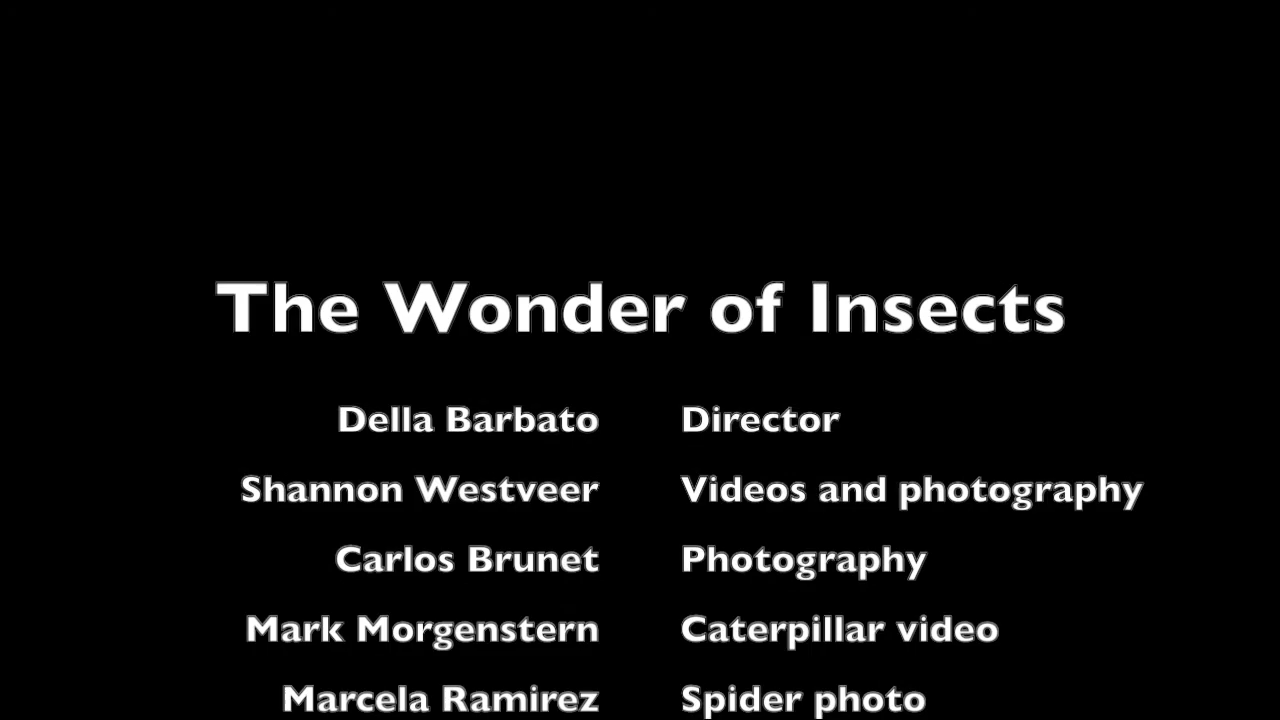 The Wonder of Insects
Della Barbato Director
Shannon Westveer Videos and photography
Carlos Brunet Photography
Mark Morgenstern Caterpillar video
Marcela Ramirez Spider photo